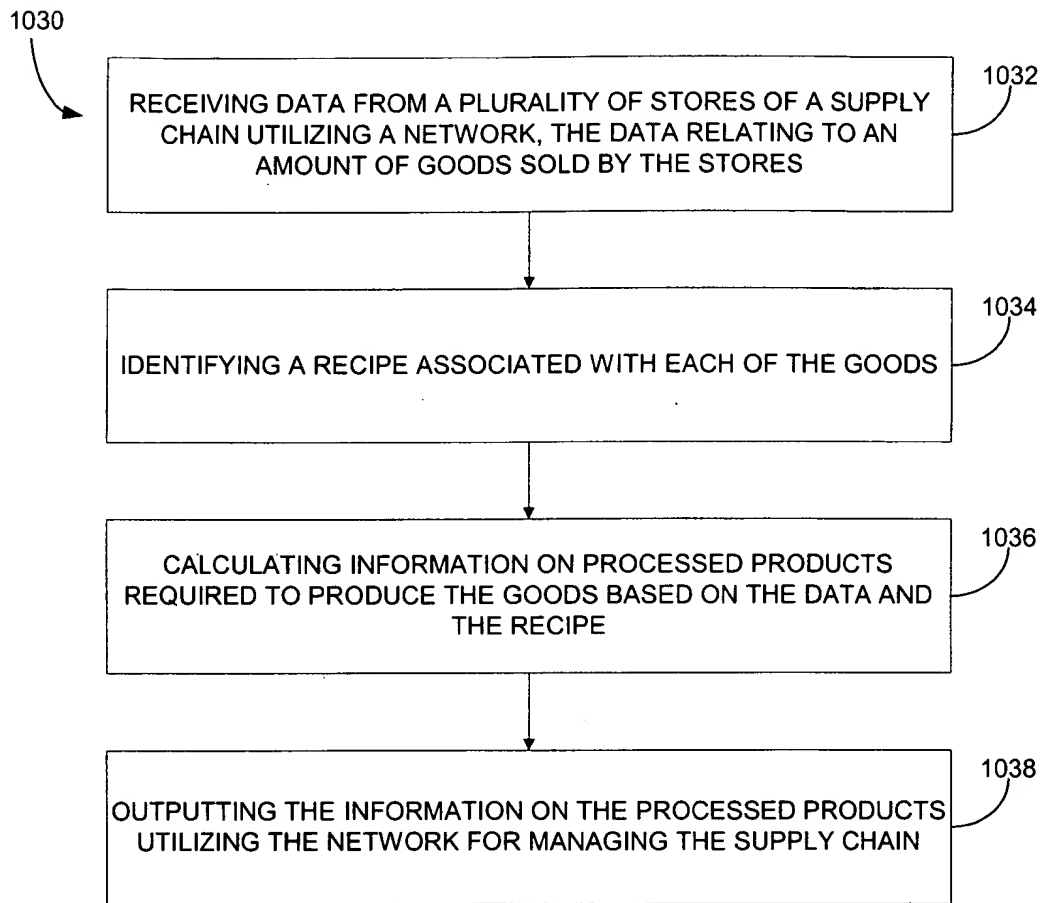 1030
1032
RECEIVING DATA FROM A PLURALITY OF STORES OF A SUPPLY
CHAIN UTILIZING A NETWORK, THE DATA RELATING TO AN
AMOUNT OF GOODS SOLD BY THE STORES
1034
IDENTIFYING A RECIPE ASSOCIATED WITH EACH OF THE GOODS
1036
CALCULATING INFORMATION ON PROCESSED PRODUCTS
REQUIRED TO PRODUCE THE GOODS BASED ON THE DATA AND
THE RECIPE
1038
OUTPUTTING THE INFORMATION ON THE PROCESSED PRODUCTS
UTILIZING THE NETWORK FOR MANAGING THE SUPPLY CHAIN